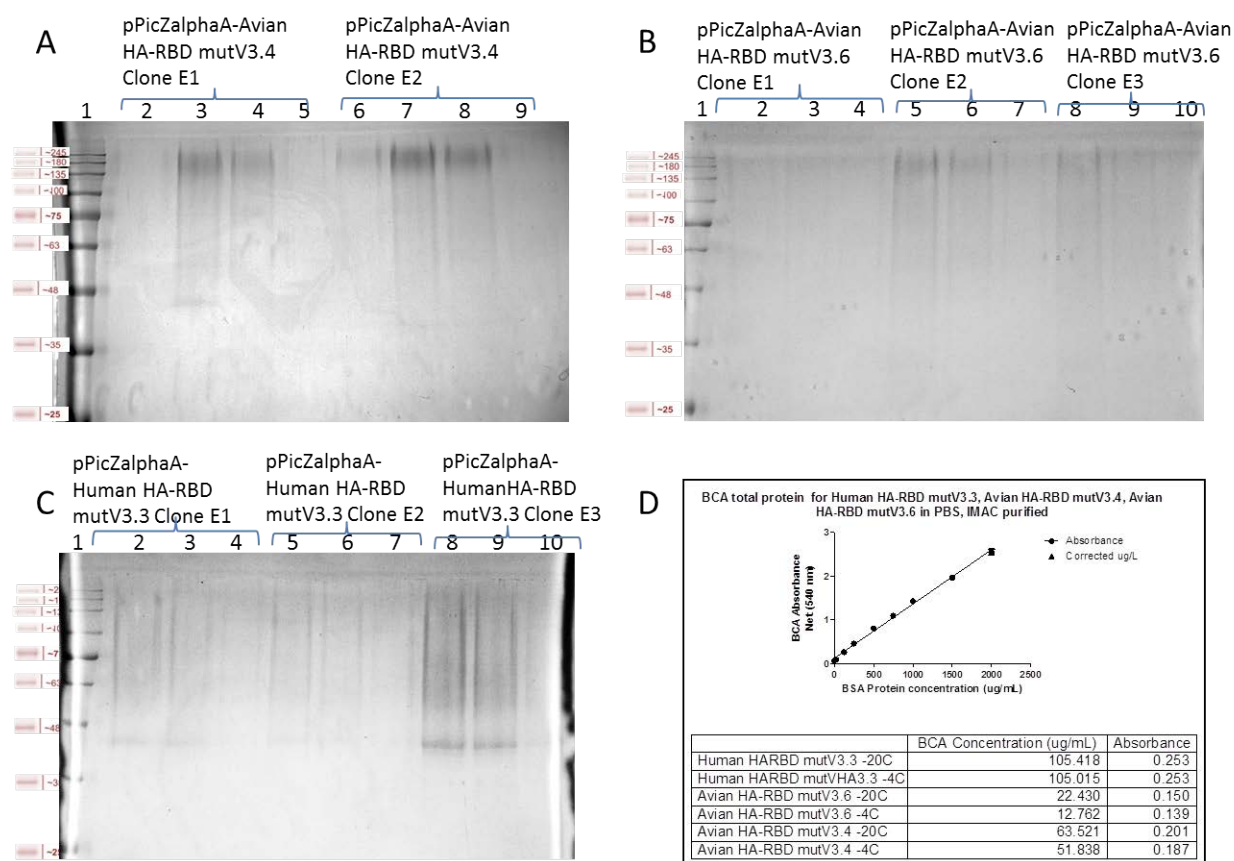 A
pPicZalphaA-Avian
HA-RBD mutV3.4
Clone E1
pPicZalphaA-Avian
HA-RBD mutV3.4
Clone E2
1 2 3 4 5 6 7 8 9
~245
~180
~135
~100
~75
~63
~48
~35
~25
B
pPicZalphaA-Avian
HA-RBD mutV3.6
Clone E1
pPicZalphaA-Avian
HA-RBD mutV3.6
Clone E2
pPicZalphaA-Avian
HA-RBD mutV3.6
Clone E3
1 2 3 4 5 6 7 8 9 10
~245
~180
~135
~100
~75
~63
~48
~35
~25
C
pPicZalphaA-
Human HA-RBD
mutV3.3 Clone E1
pPicZalphaA-
Human HA-RBD
mutV3.3 Clone E2
pPicZalphaA-
HumanHA-RBD
mutV3.3 Clone E3
1 2 3 4 5 6 7 8 9 10
~63
~48
D
BCA total protein for Human HA-RBD mutV3.3, Avian HA-RBD mutV3.4, Avian
HA-RBD mutV3.6 in PBS, IMAC purified
BCA Absorbance
Net (540 nm)
3
2
1
0
0 500 1000 1500 2000 2500
BSA Protein concentration (ug/mL)
Absorbance
Corrected ug/L
BCA Concentration (ug/mL) Absorbance
Human HARBD mutV3.3 -20C 105.418 0.253
Human HARBD mutVHA3.3 -4C 105.015 0.253
Avian HA-RBD mutV3.6 -20C 22.430 0.150
Avian HA-RBD mutV3.6 -4C 12.762 0.139
Avian HA-RBD mutV3.4 -20C 63.521 0.201
Avian HA-RBD mutV3.4 -4C 51.838 0.187